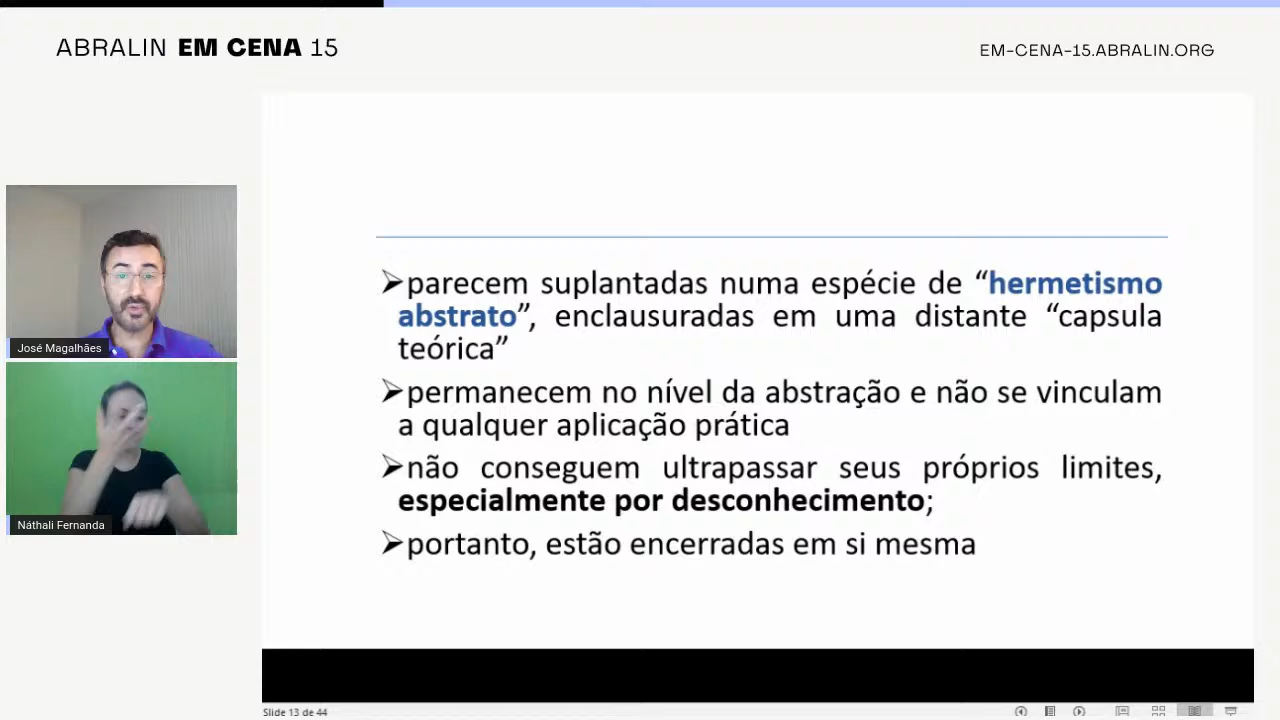 ABRALIN EM CENA 15
EM-CENA-15.ABRALIN.ORG
José Magalhães
Náthali Fernanda
➢parecem suplantadas numa espécie de “hermetismo
abstrato”, enclausuradas em uma distante “capsula
teórica”
➢permanecem no nível da abstração e não se vinculam
a qualquer aplicação prática
➢não conseguem ultrapassar seus próprios limites,
especialmente por desconhecimento;
➢portanto, estão encerradas em si mesma
Slide 13 de 44